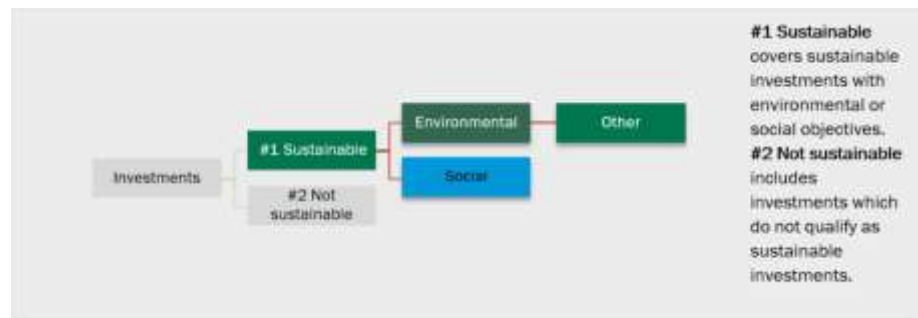 Investments
#1 Sustainable
#2 Not
sustainable
Environmental
Social
Other
#1 Sustainable
covers sustainable
investments with
environmental or
social objectives.
#2 Not sustainable
includes
investments which
do not qualify as
sustainable
investments.